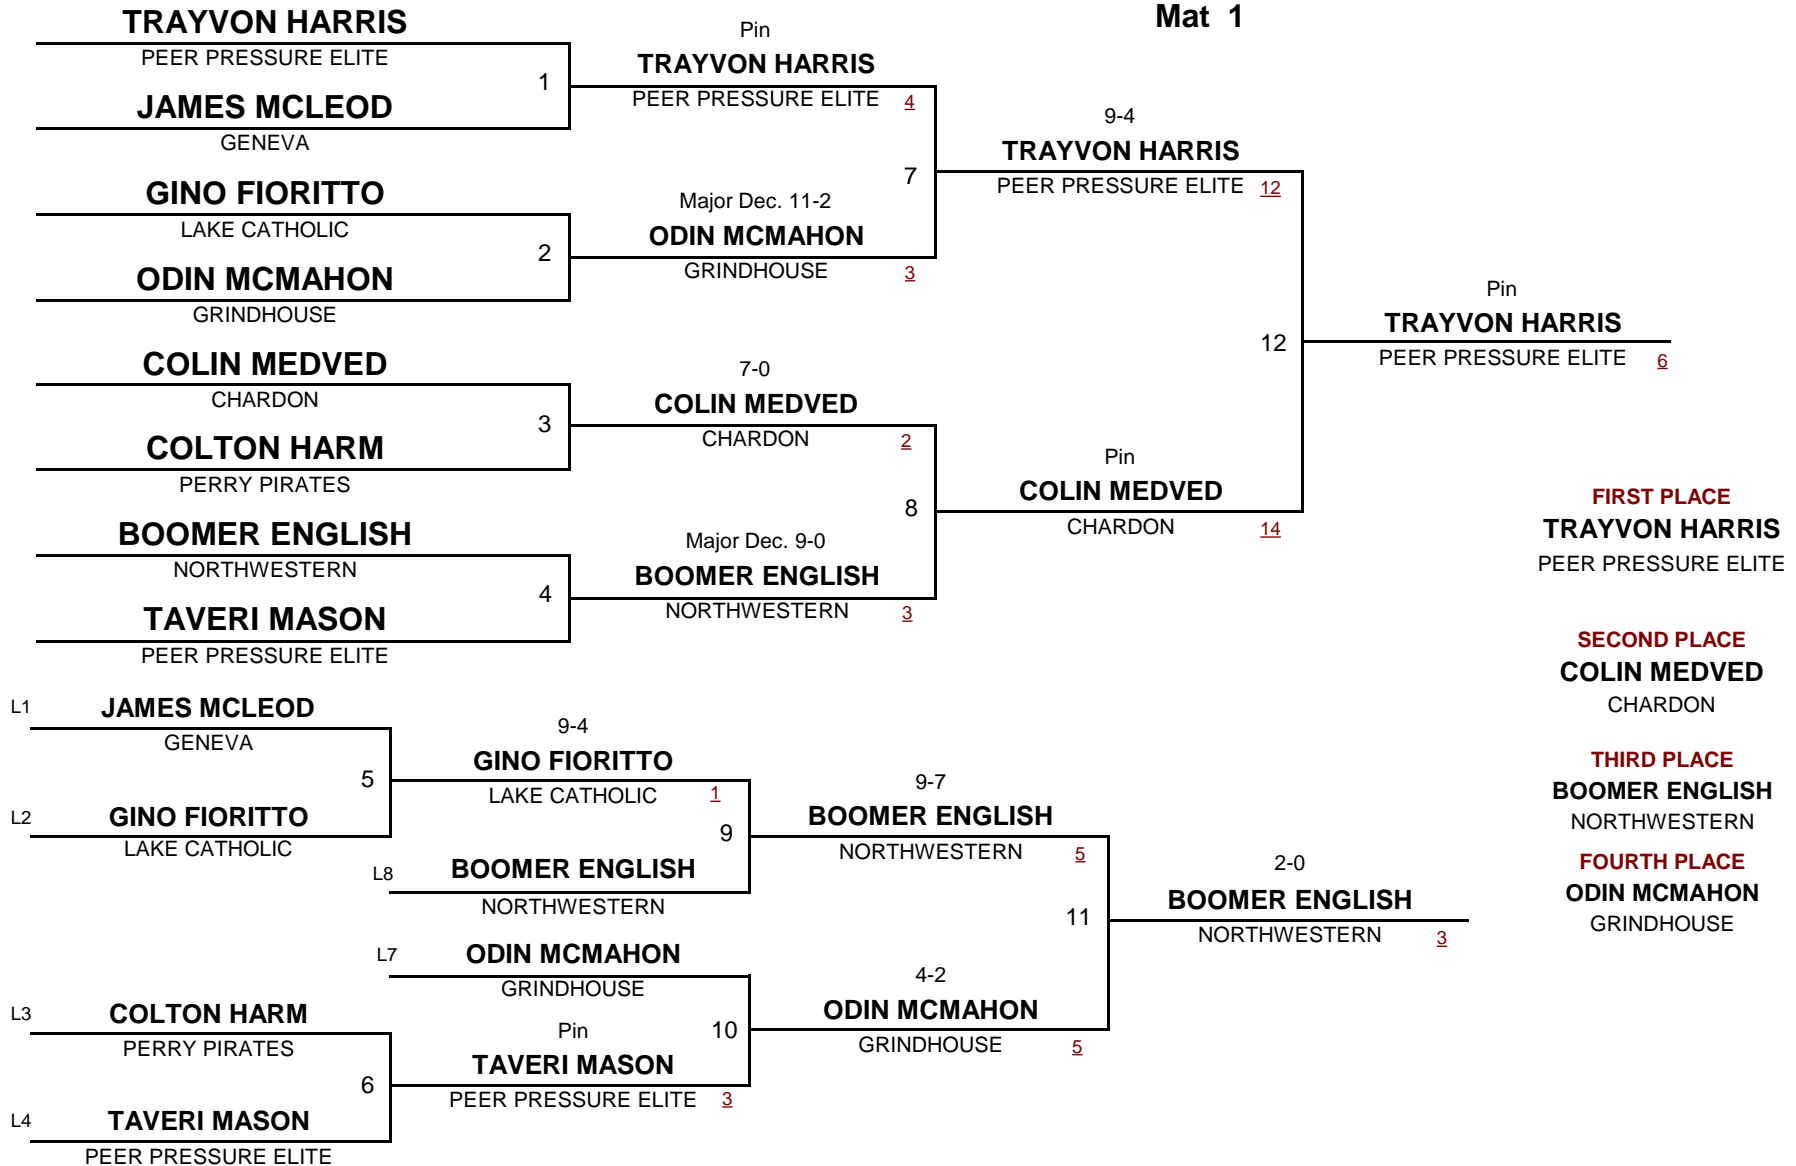 Mat 1
TRAYVON HARRIS
PEER PRESSURE ELITE
1
JAMES MCLEOD
GENEVA
GINO FIORITTO
LAKE CATHOLIC
2
ODIN MCMAHON
GRINDHOUSE
COLIN MEDVED
CHARDON
3
COLTON HARM
PERRY PIRATES
BOOMER ENGLISH
NORTHWESTERN
4
TAVERI MASON
PEER PRESSURE ELITE
Pin
TRAYVON HARRIS
PEER PRESSURE ELITE 4
7
Major Dec. 11-2
ODIN MCMAHON
GRINDHOUSE 3
7-0
COLIN MEDVED
CHARDON 2
8
Major Dec. 9-0
BOOMER ENGLISH
NORTHWESTERN 3
9-4
TRAYVON HARRIS
PEER PRESSURE ELITE 12
12
Pin
COLIN MEDVED
CHARDON 14
Pin
TRAYVON HARRIS
PEER PRESSURE ELITE 6
L1 JAMES MCLEOD
GENEVA
5
L2 GINO FIORITTO
LAKE CATHOLIC
L3 COLTON HARM
PERRY PIRATES
6
L4 TAVERI MASON
PEER PRESSURE ELITE
9-4
GINO FIORITTO
LAKE CATHOLIC 1
9
L8 BOOMER ENGLISH
NORTHWESTERN
L7 ODIN MCMAHON
GRINDHOUSE
10
Pin
TAVERI MASON
PEER PRESSURE ELITE 3
9-7
BOOMER ENGLISH
NORTHWESTERN 5
11
4-2
ODIN MCMAHON
GRINDHOUSE 5
2-0
BOOMER ENGLISH
NORTHWESTERN 3
FIRST PLACE
TRAYVON HARRIS
PEER PRESSURE ELITE
SECOND PLACE
COLIN MEDVED
CHARDON
THIRD PLACE
BOOMER ENGLISH
NORTHWESTERN
FOURTH PLACE
ODIN MCMAHON
GRINDHOUSE